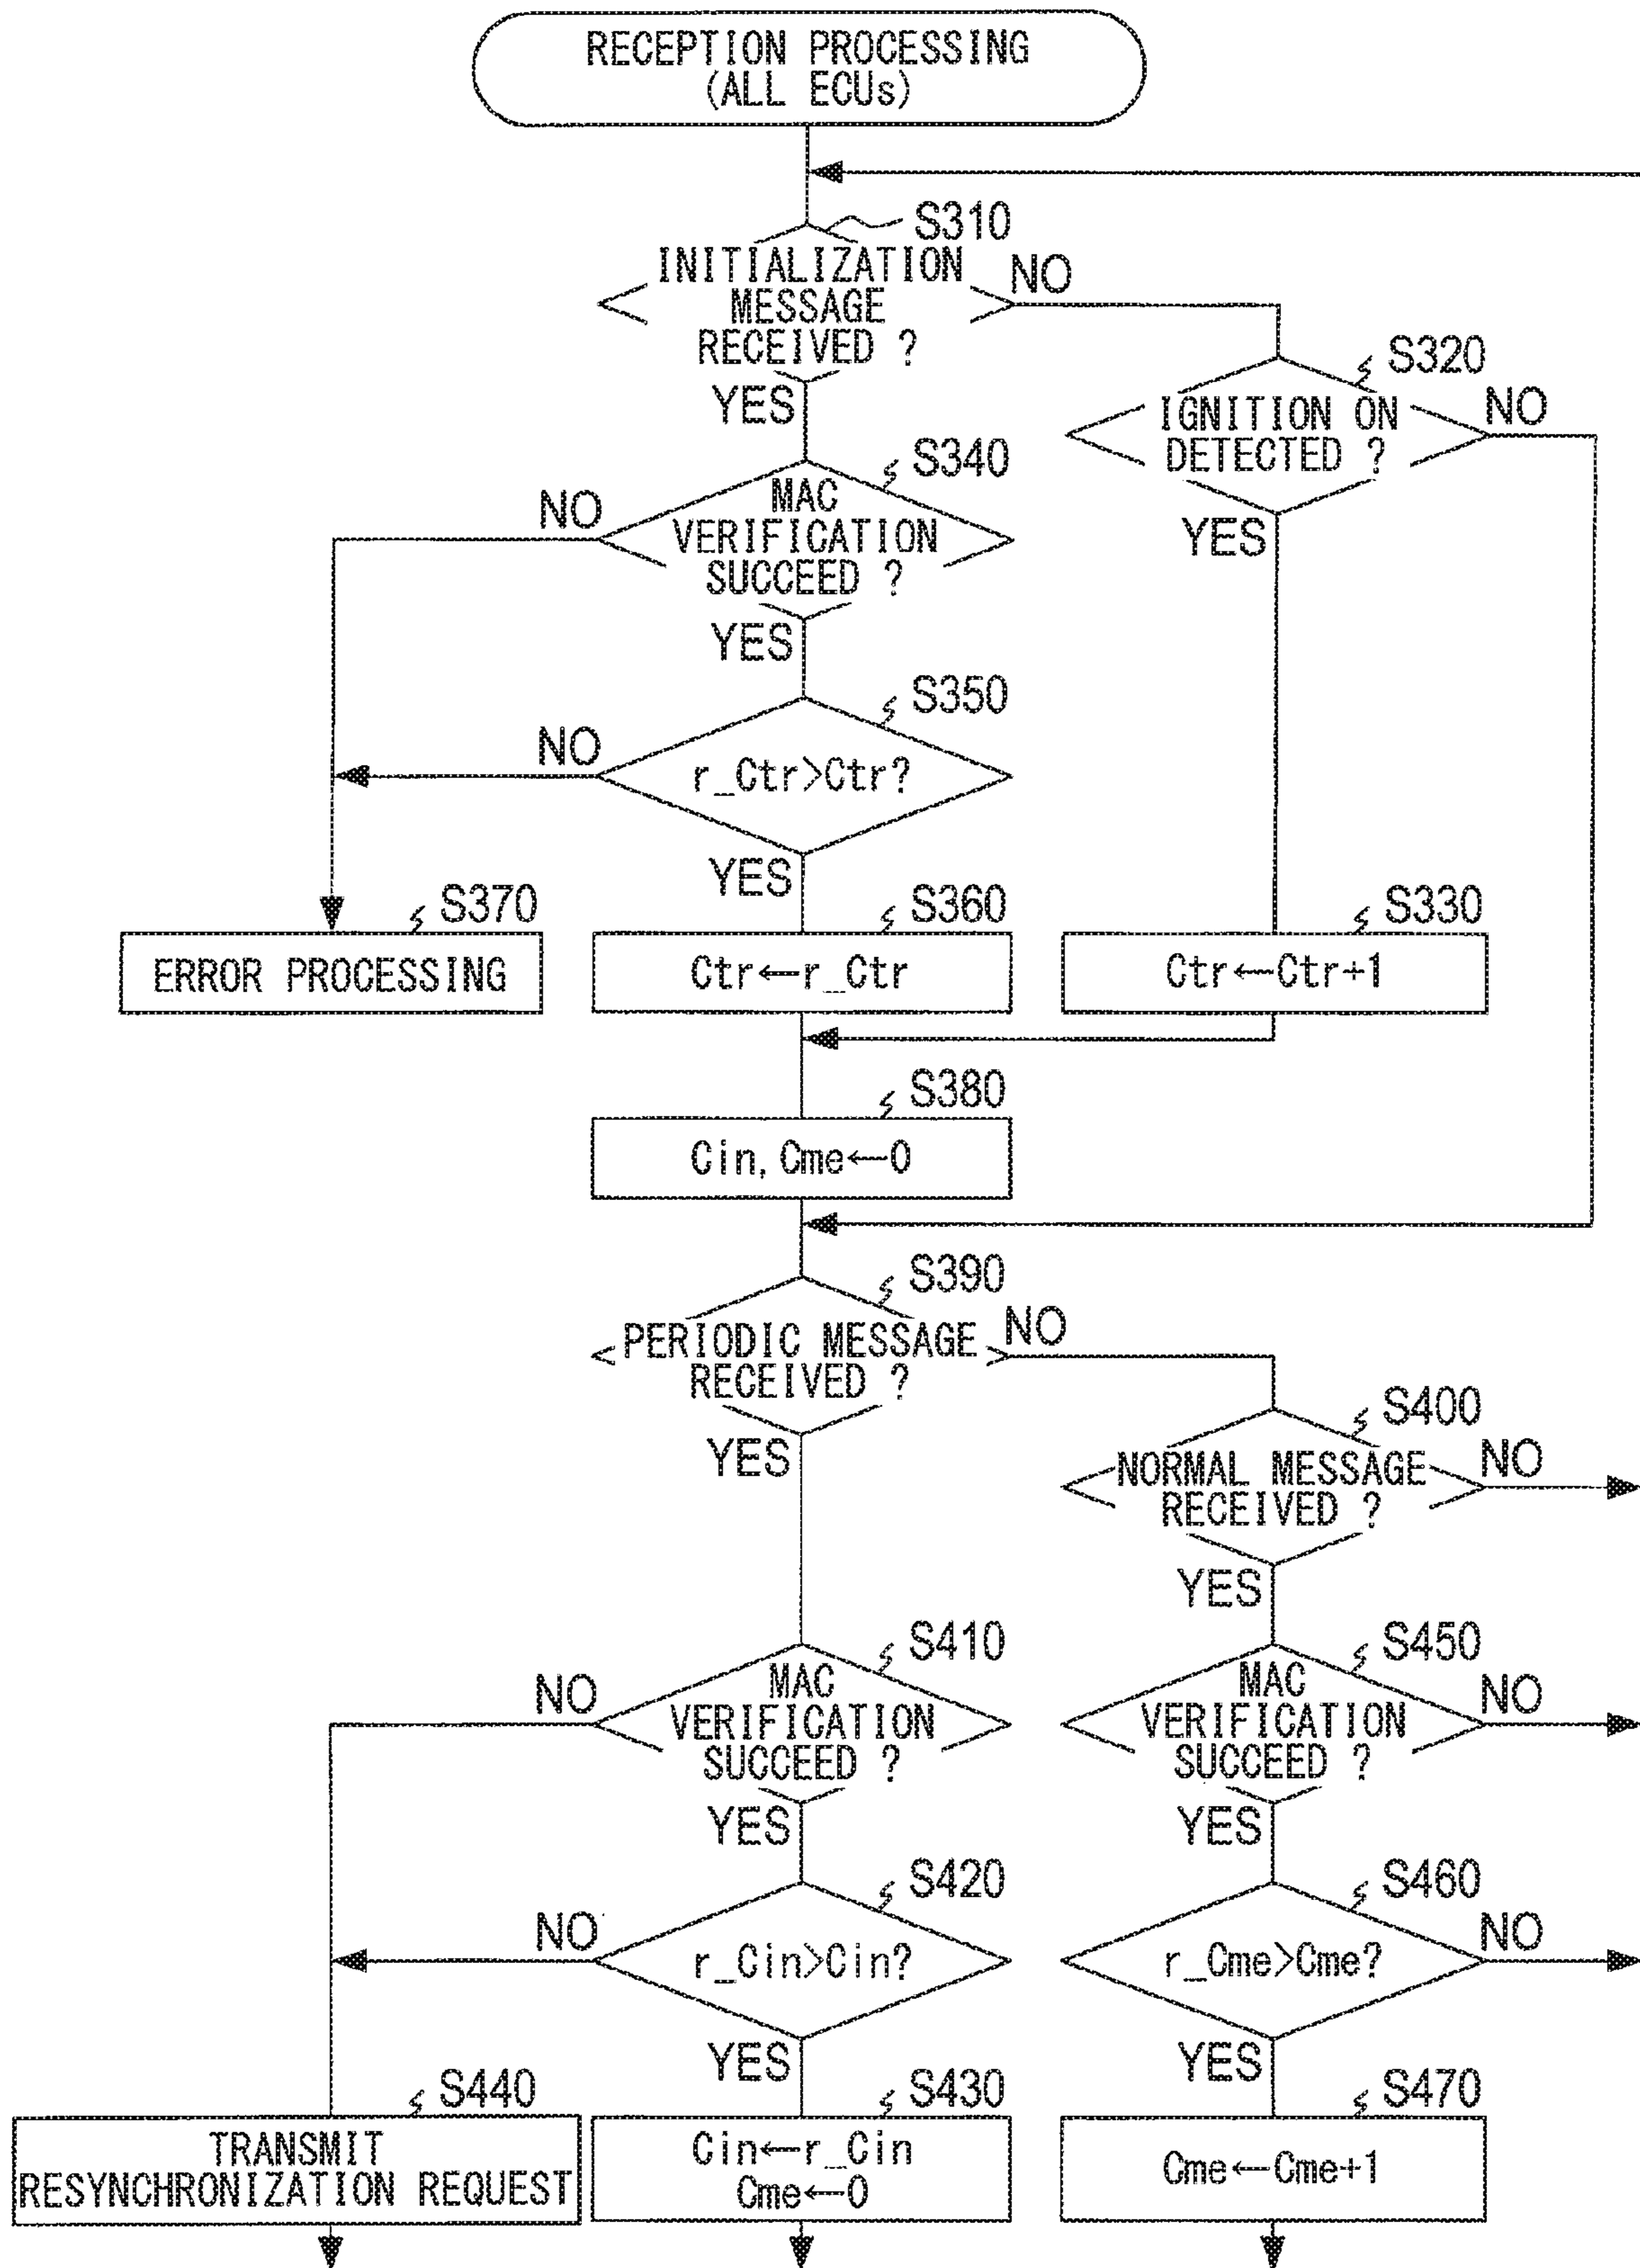 RECEPTION PROCESSING
(ALL ECUs)
S310
INITIALIZATION
MESSAGE
RECEIVED ?
NO
YES
S320
IGNITION ON
DETECTED ?
NO
YES
S340
MAC
VERIFICATION
SUCCEED ?
NO
YES
S350
r_Ctr>Ctr?
NO
YES
S370
ERROR PROCESSING
S360
Ctr←r_Ctr
S330
Ctr←Ctr+1
S380
Cin, Cme←0
S390
PERIODIC MESSAGE
RECEIVED ?
NO
YES
S400
NORMAL MESSAGE
RECEIVED ?
NO
YES
S410
MAC
VERIFICATION
SUCCEED ?
NO
YES
S450
MAC
VERIFICATION
SUCCEED ?
NO
YES
S420
r_Cin>Cin?
NO
YES
S460
r_Cme>Cme?
NO
YES
S440
TRANSMIT
RESYNCHRONIZATION REQUEST
S430
Cin←r_Cin
Cme←0
S470
Cme←Cme+1